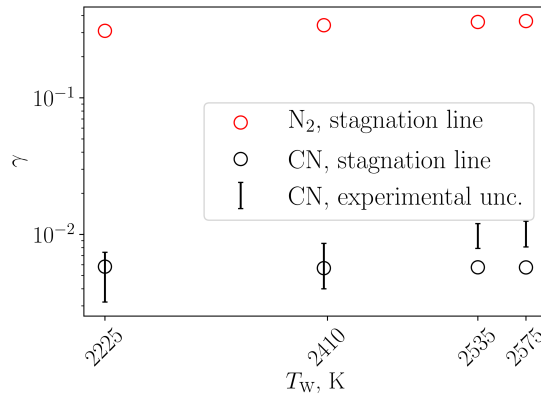 10⁻¹
10⁻²
γ
N₂, stagnation line
CN, stagnation line
CN, experimental unc.
2225
2410
2535
2575
T_W, K